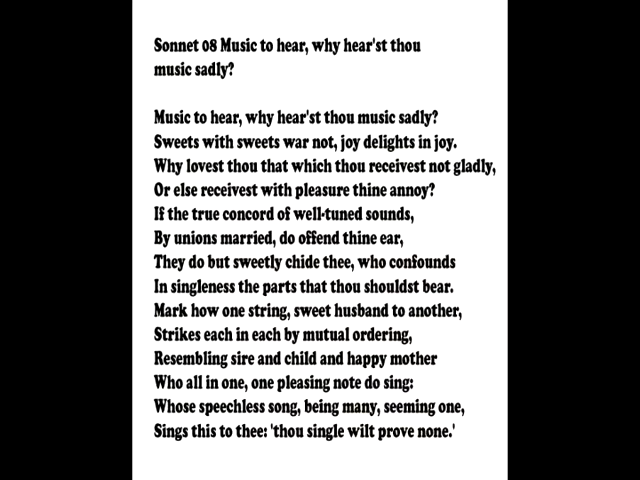 Sonnet 08 Music to hear, why hear'st thou
music sadly?
Music to hear, why hear'st thou music sadly?
Sweets with sweets war not, joy delights in joy.
Why lovest thou that which thou receivest not gladly,
Or else receivest with pleasure thine annoy?
If the true concord of well-tuned sounds,
By unions married, do offend thine ear,
They do but sweetly chide thee, who confounds
In singleness the parts that thou shouldst bear.
Mark how one string, sweet husband to another,
Strikes each in each by mutual ordering,
Resembling sire and child and happy mother
Who all in one, one pleasing note do sing:
Whose speechless song, being many, seeming one,
Sings this to thee: 'thou single wilt prove none.'